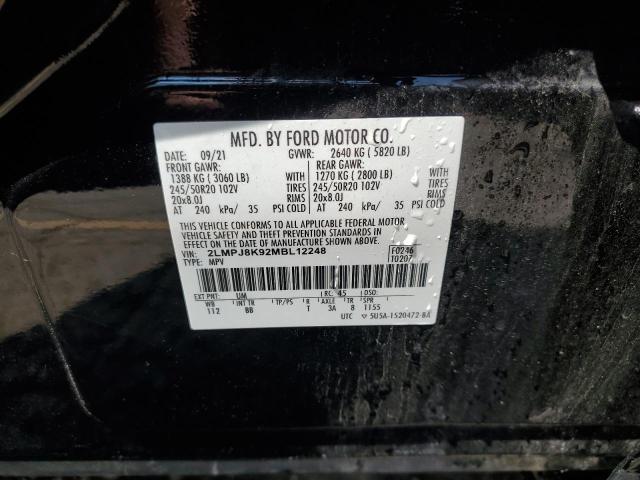 MFD. BY FORD MOTOR CO.
DATE: 09/21 GVWR: 2640 KG ( 5820 LB)
FRONT GAWR: REAR GAWR:
1388 KG ( 3060 LB) WITH 1270 KG ( 2800 LB) WITH
245/50R20 102V TIRES 245/50R20 102V TIRES
20x8.0J RIMS 20x8.0J RIMS
AT 240 kPa/ 35 PSI COLD AT 240 kPa/ 35 PSI COLD
THIS VEHICLE CONFORMS TO ALL APPLICABLE FEDERAL MOTOR
VEHICLE SAFETY AND THEFT PREVENTION STANDARDS IN
EFFECT ON THE DATE OF MANUFACTURE SHOWN ABOVE.
VIN: 2LMPJ8K92MBL12248 F0246
TYPE: MPV T0207
EXT PNT: UM RC: 45
WB INT TR TP/PS R AXLE TR SPR
112 BB T 3A 8 1155
UTC 5U5A-1520472-BA